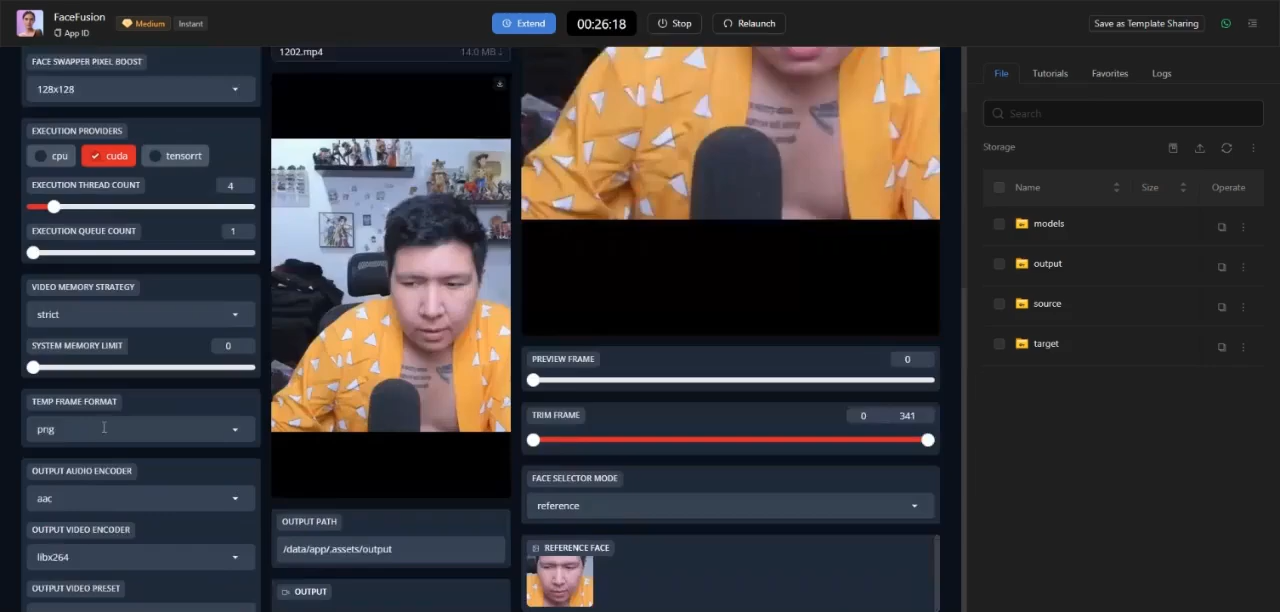 FaceFusion
App ID
Medium
Instant
Extend
00:26:18
Stop
Relaunch
Save as Template Sharing
FACE SWAPPER PIXEL BOOST
128x128
EXECUTION PROVIDERS
cpu
cuda
tensorrt
EXECUTION THREAD COUNT
4
EXECUTION QUEUE COUNT
1
VIDEO MEMORY STRATEGY
strict
SYSTEM MEMORY LIMIT
0
TEMP FRAME FORMAT
png
OUTPUT AUDIO ENCODER
aac
OUTPUT VIDEO ENCODER
libx264
OUTPUT VIDEO PRESET
1202.mp4
14.0 MB ↓
OUTPUT PATH
/data/app/.assets/output
OUTPUT
PREVIEW FRAME
0
TRIM FRAME
0 341
FACE SELECTOR MODE
reference
REFERENCE FACE
File Tutorials Favorites Logs
Search
Storage
Name Size Operate
models
output
source
target